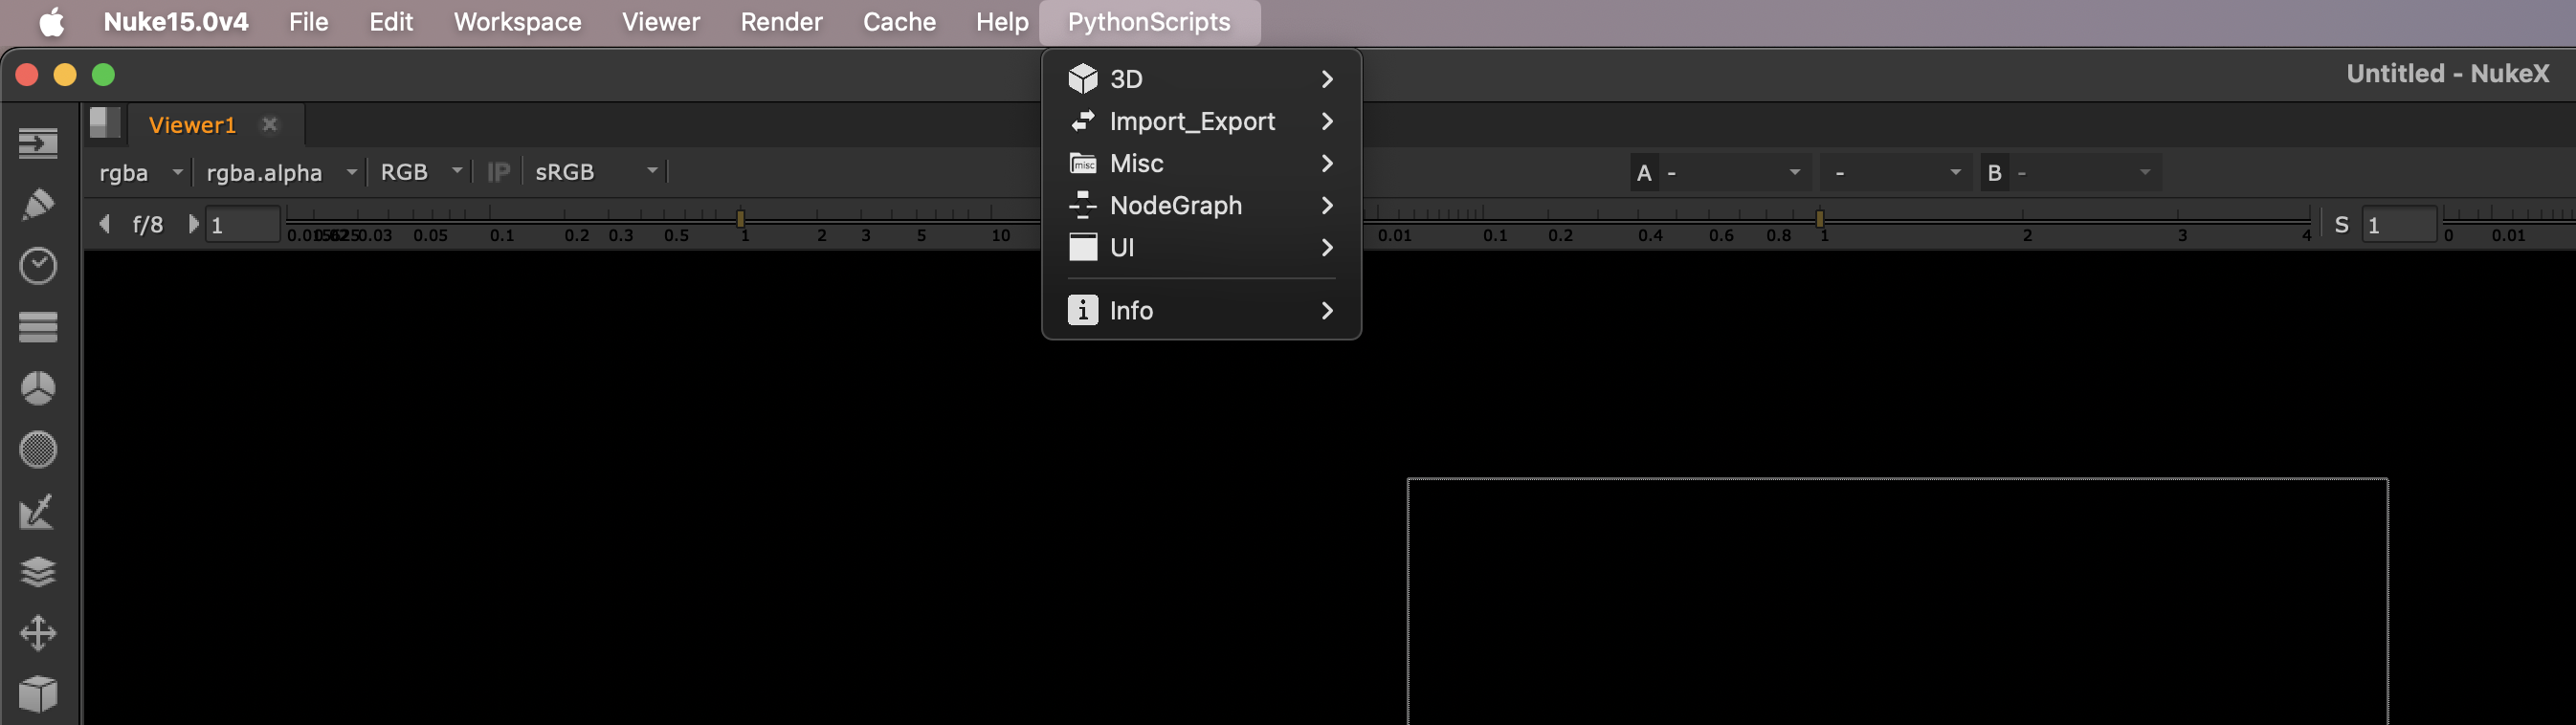 Nuke15.0v4 File Edit Workspace Viewer Render Cache Help PythonScripts
Untitled - NukeX
3D
Import_Export
misc Misc
NodeGraph
UI
i Info
Viewer1
rgba rgba.alpha RGB IP sRGB A - - B -
f/8 1 0.03 0.05 0.1 0.2 0.3 0.5 1 2 3 5 10 0.01 0.1 0.2 0.4 0.6 0.8 1 2 3 4 S 1 0 0.01